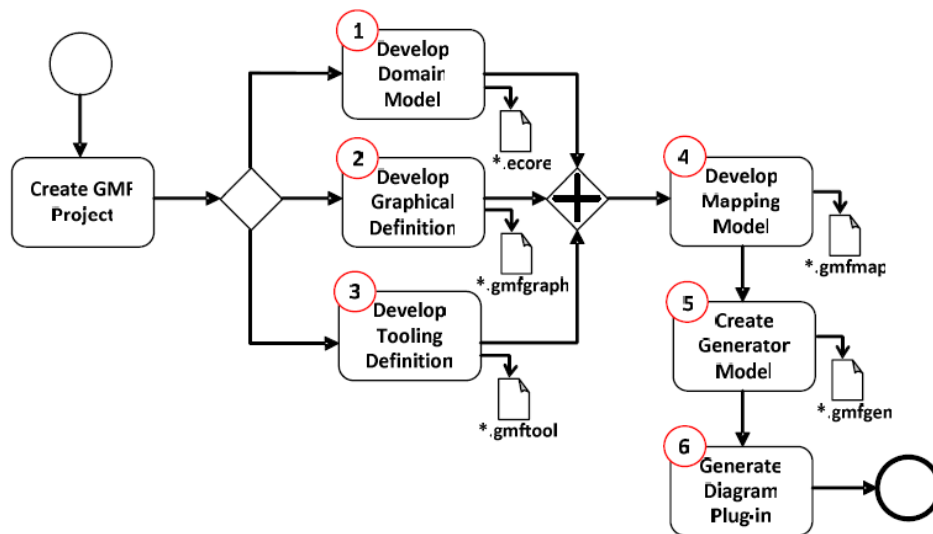 Create GMF
Project
1
Develop
Domain
Model
*.ecore
2
Develop
Graphical
Definition
*.gmfgraph
3
Develop
Tooling
Definition
*.gmftool
4
Develop
Mapping
Model
*.gmfmap
5
Create
Generator
Model
*.gmfgen
6
Generate
Diagram
Plug-in